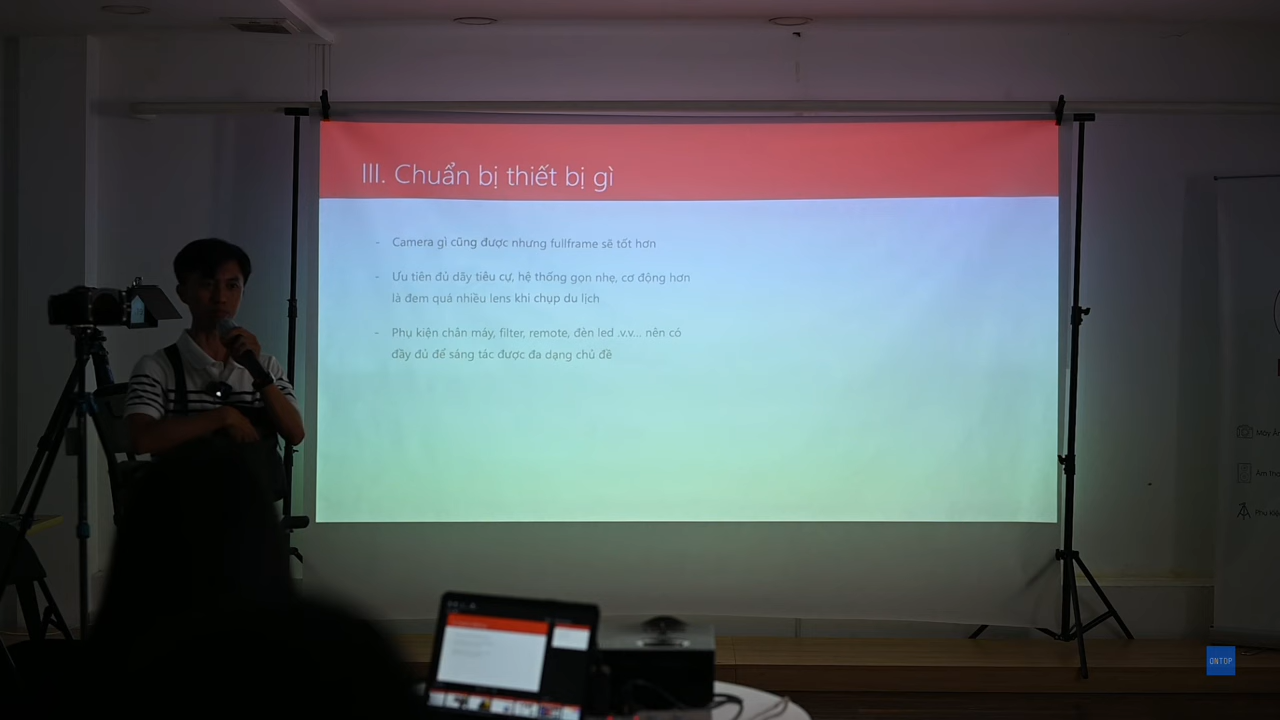 III. Chuẩn bị thiết bị gì
- Camera gì cũng được nhưng fullframe sẽ tốt hơn
- Ưu tiên đủ dãy tiêu cự, hệ thống gọn nhẹ, cơ động hơn
là đem quá nhiều lens khi chụp du lịch
- Phụ kiện chân máy, filter, remote, đèn led .v.v... nên có
đầy đủ để sáng tác được đa dạng chủ đề
Máy
Phụ
ONTOP